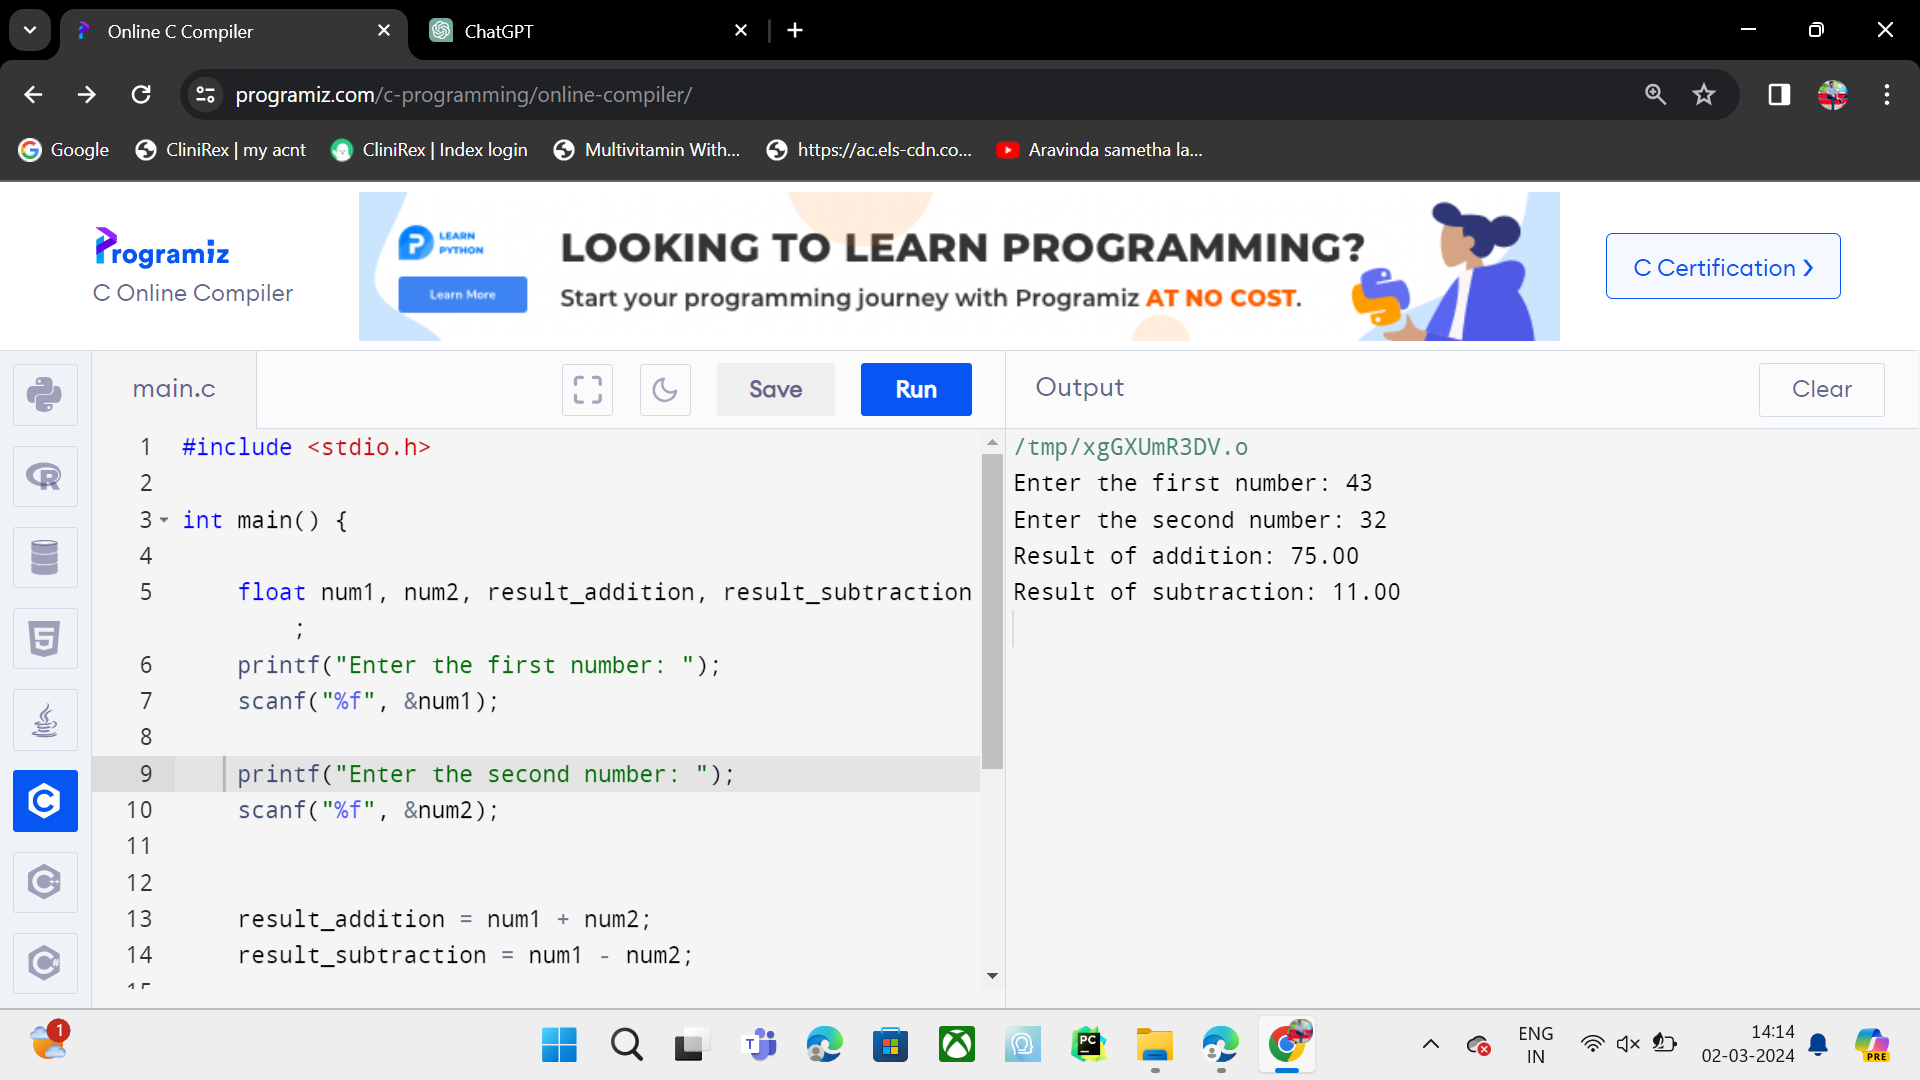 Online C Compiler
ChatGPT
programiz.com/c-programming/online-compiler/
Google
CliniRex | my acnt
CliniRex | Index login
Multivitamin With...
https://ac.els-cdn.co...
Aravinda sametha la...
Programiz
C Online Compiler
LEARN
PYTHON
Learn More
LOOKING TO LEARN PROGRAMMING?
Start your programming journey with Programiz AT NO COST.
C Certification >
main.c
Save
Run
Output
Clear
1 #include <stdio.h>
2
3 int main() {
4
5 float num1, num2, result_addition, result_subtraction
;
6 printf("Enter the first number: ");
7 scanf("%f", &num1);
8
9 printf("Enter the second number: ");
10 scanf("%f", &num2);
11
12
13 result_addition = num1 + num2;
14 result_subtraction = num1 - num2;
15
/tmp/xgGXUmR3DV.o
Enter the first number: 43
Enter the second number: 32
Result of addition: 75.00
Result of subtraction: 11.00
1
PC
ENG
IN
14:14
02-03-2024
PRE